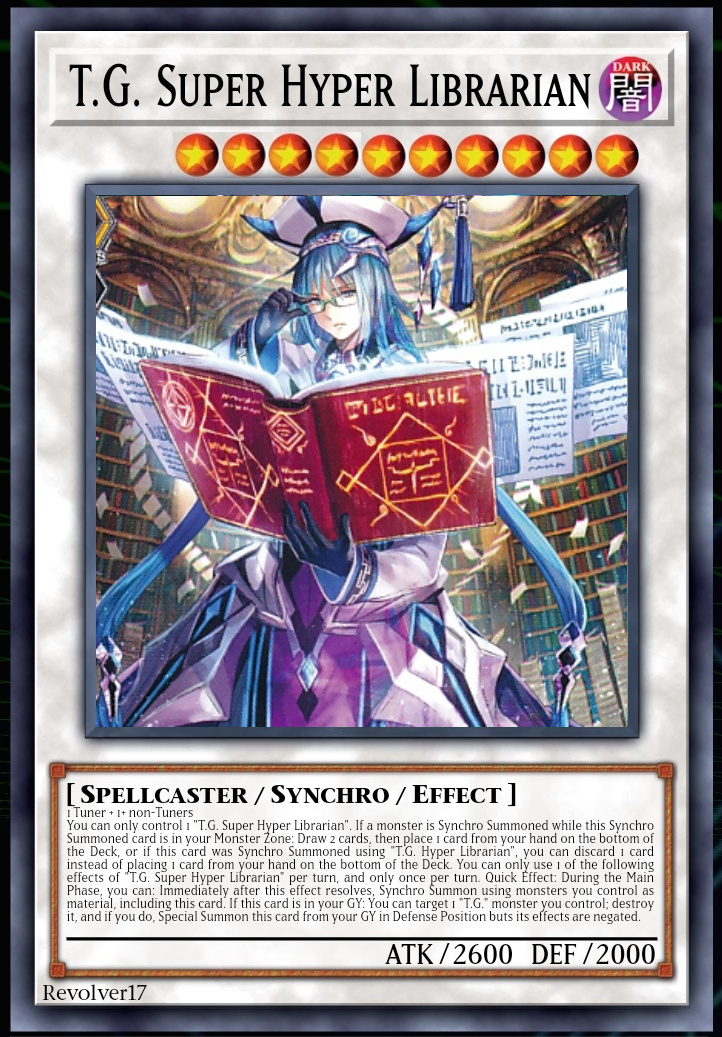 T.G. Super Hyper Librarian
DARK
闇
[ Spellcaster / Synchro / Effect ]
1 Tuner + 1+ non-Tuners
You can only control 1 "T.G. Super Hyper Librarian". If a monster is Synchro Summoned while this Synchro
Summoned card is in your Monster Zone: Draw 2 cards, then place 1 card from your hand on the bottom of
the Deck, or if this card was Synchro Summoned using "T.G. Hyper Librarian", you can discard 1 card
instead of placing 1 card from your hand on the bottom of the Deck. You can only use 1 of the following
effects of "T.G. Super Hyper Librarian" per turn, and only once per turn. Quick Effect: During the Main
Phase, you can: Immediately after this effect resolves, Synchro Summon using monsters you control as
material, including this card. If this card is in your GY: You can target 1 "T.G." monster you control; destroy
it, and if you do, Special Summon this card from your GY in Defense Position buts its effects are negated.
ATK/2600 DEF/2000
Revolver17